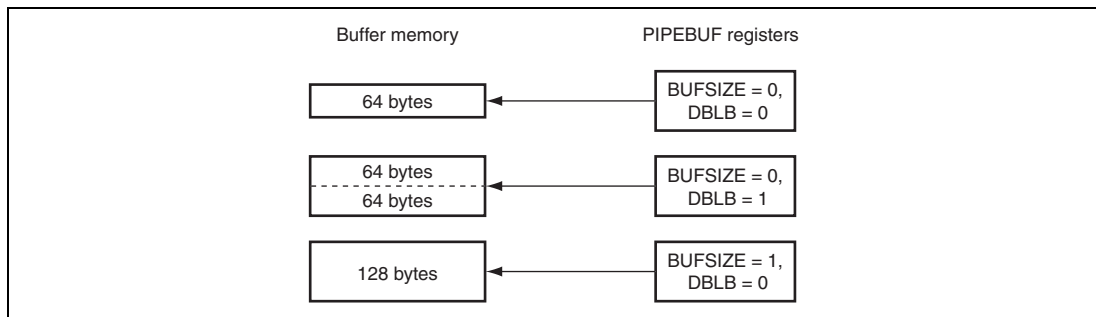 Buffer memory
PIPEBUF registers
64 bytes
BUFSIZE = 0,
DBLB = 0
64 bytes
64 bytes
BUFSIZE = 0,
DBLB = 1
128 bytes
BUFSIZE = 1,
DBLB = 0